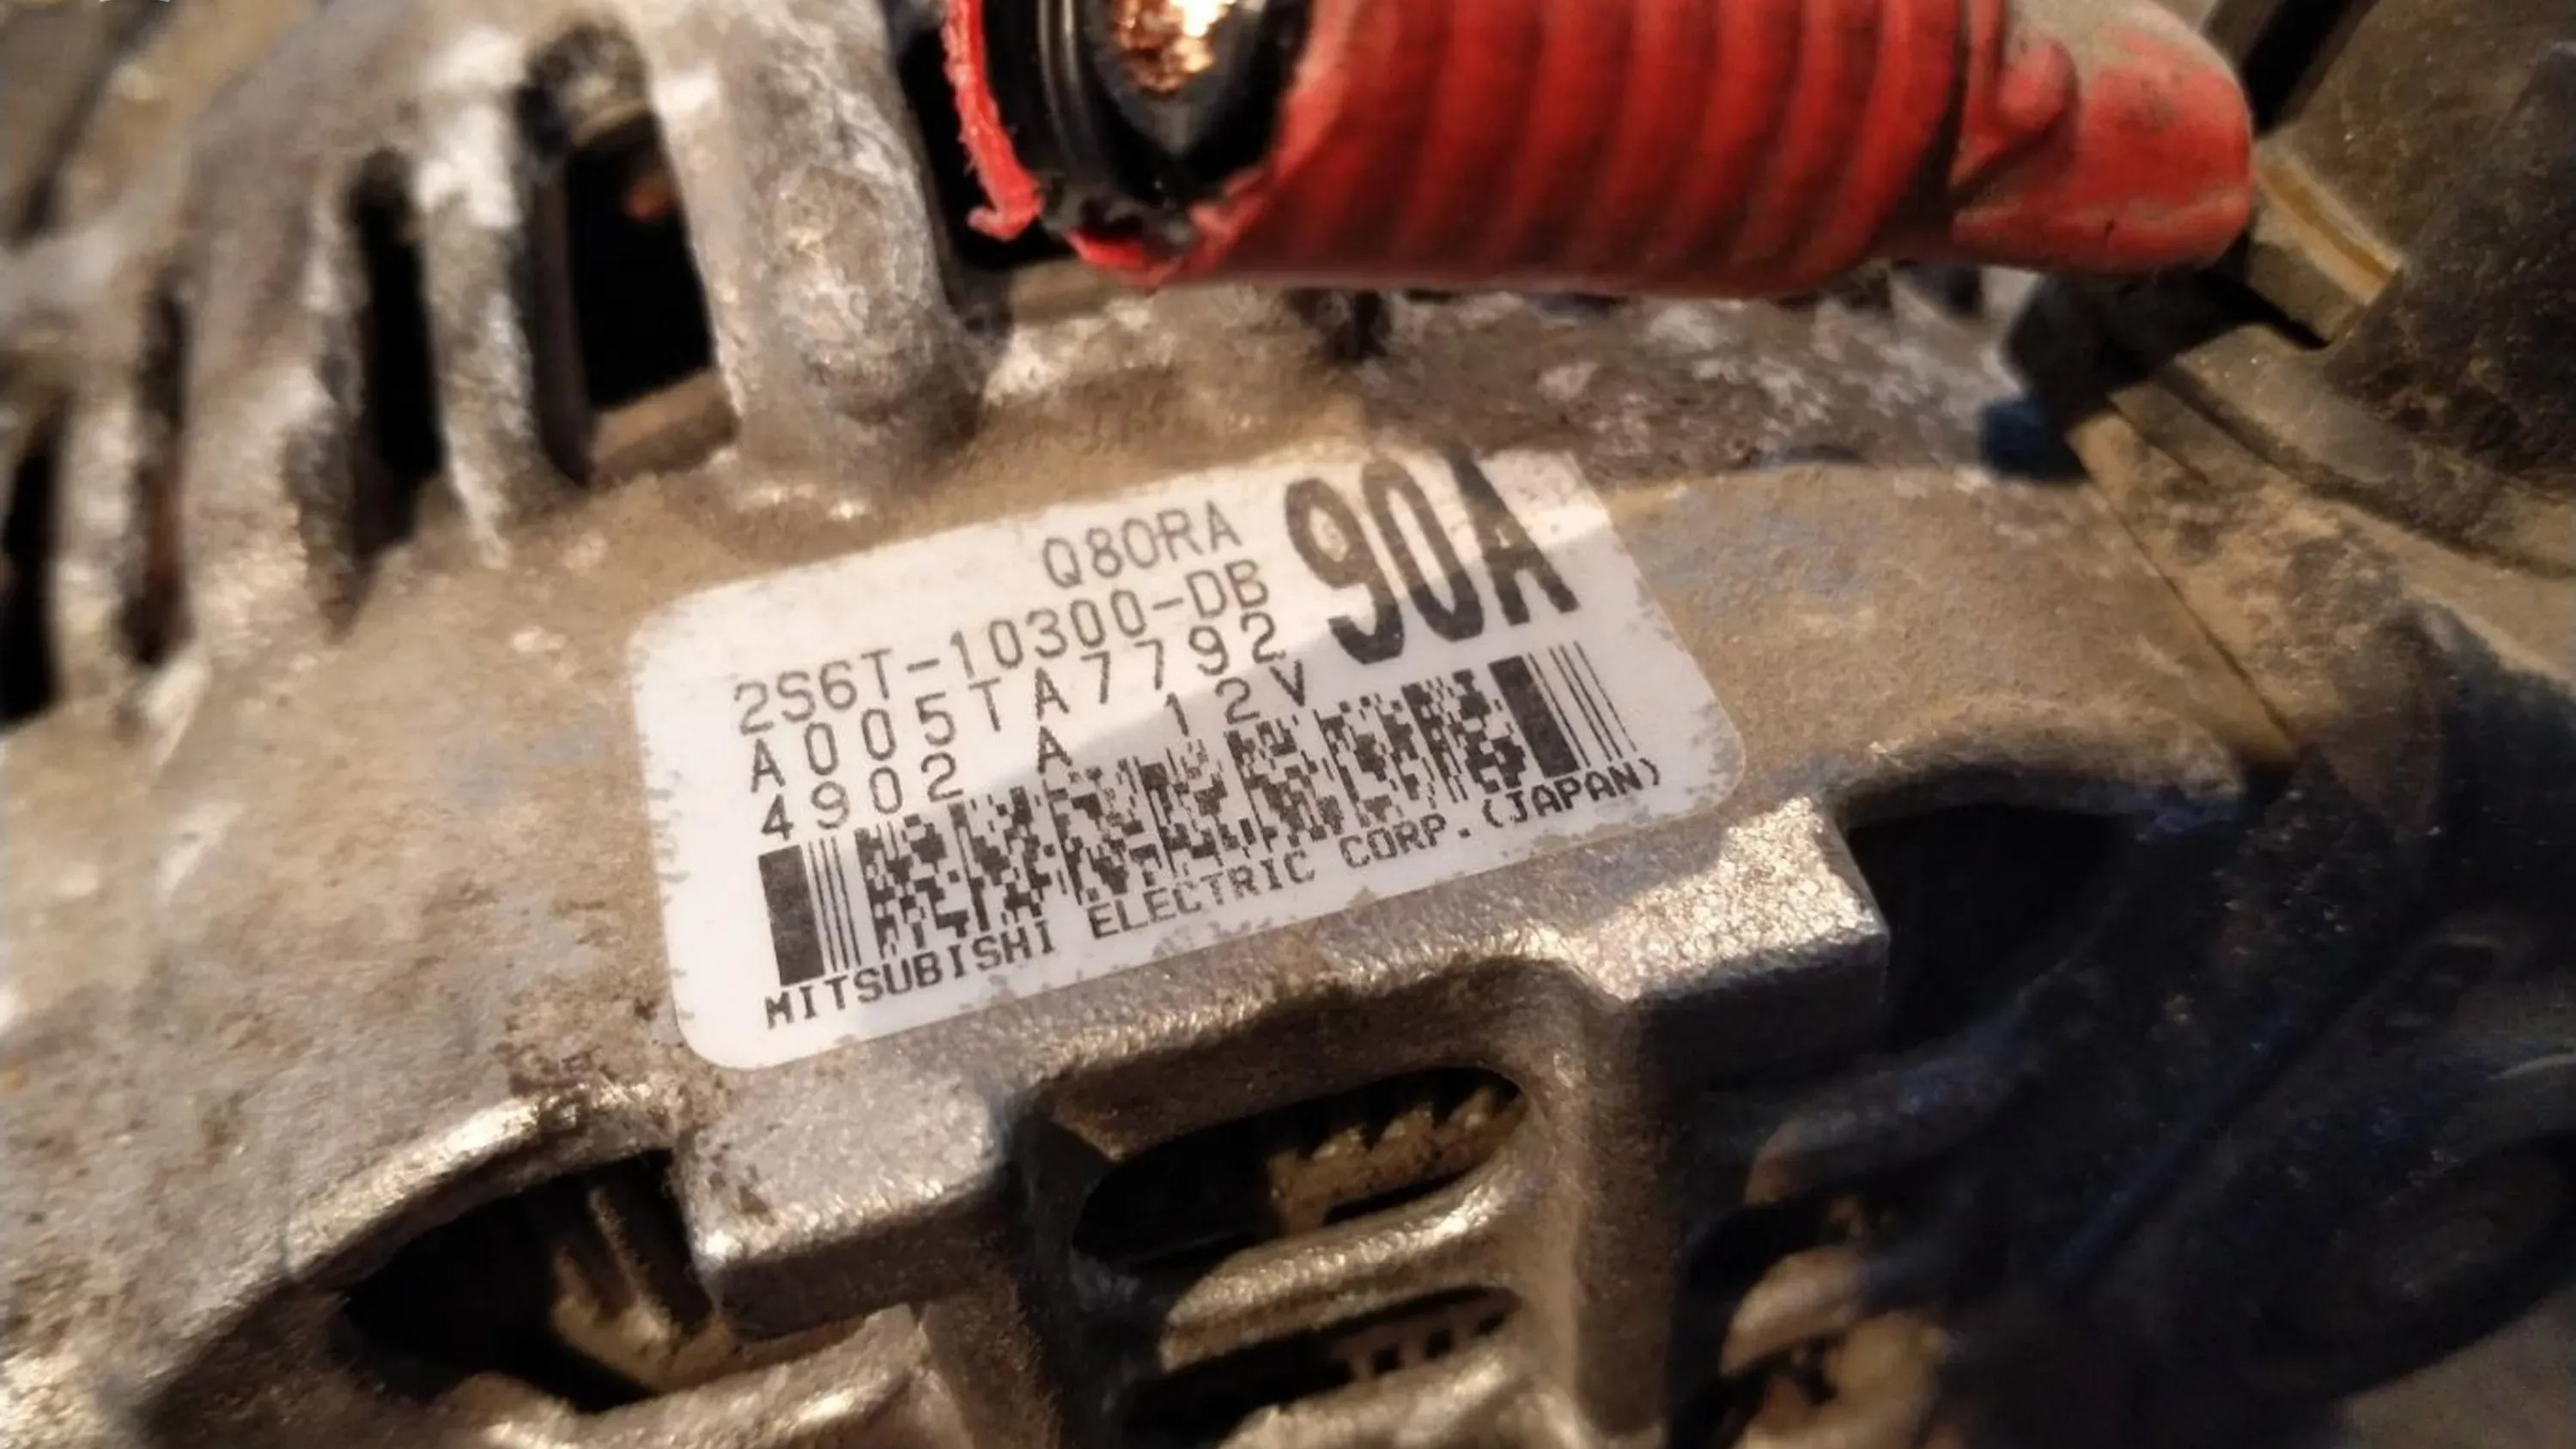 Q80RA
90A
2S6T-10300-DB
A005TA7792
4902 A 12V
MITSUBISHI ELECTRIC CORP.(JAPAN)